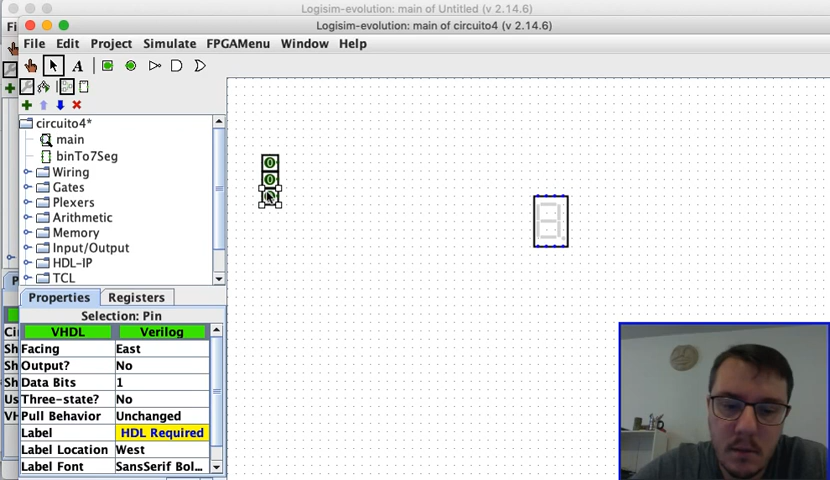 Logisim-evolution: main of Untitled (v 2.14.6)
Logisim-evolution: main of circuito4 (v 2.14.6)
File Edit Project Simulate FPGAMenu Window Help
A
circuito4*
main
binTo7Seg
Wiring
Gates
Plexers
Arithmetic
Memory
Input/Output
HDL-IP
TCL
Properties Registers
Selection: Pin
VHDL Verilog
Facing East
Output? No
Data Bits 1
Three-state? No
Pull Behavior Unchanged
Label HDL Required
Label Location West
Label Font SansSerif Bol...
0
0